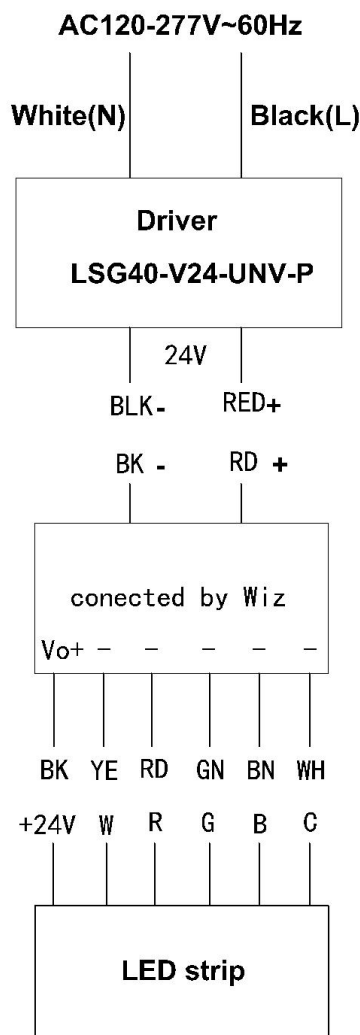 AC120-277V~60Hz
White(N) Black(L)
Driver
LSG40-V24-UNV-P
24V
BLK- RED+
BK - RD +
conected by Wiz
Vo+ - - - - -
BK YE RD GN BN WH
+24V W R G B C
LED strip